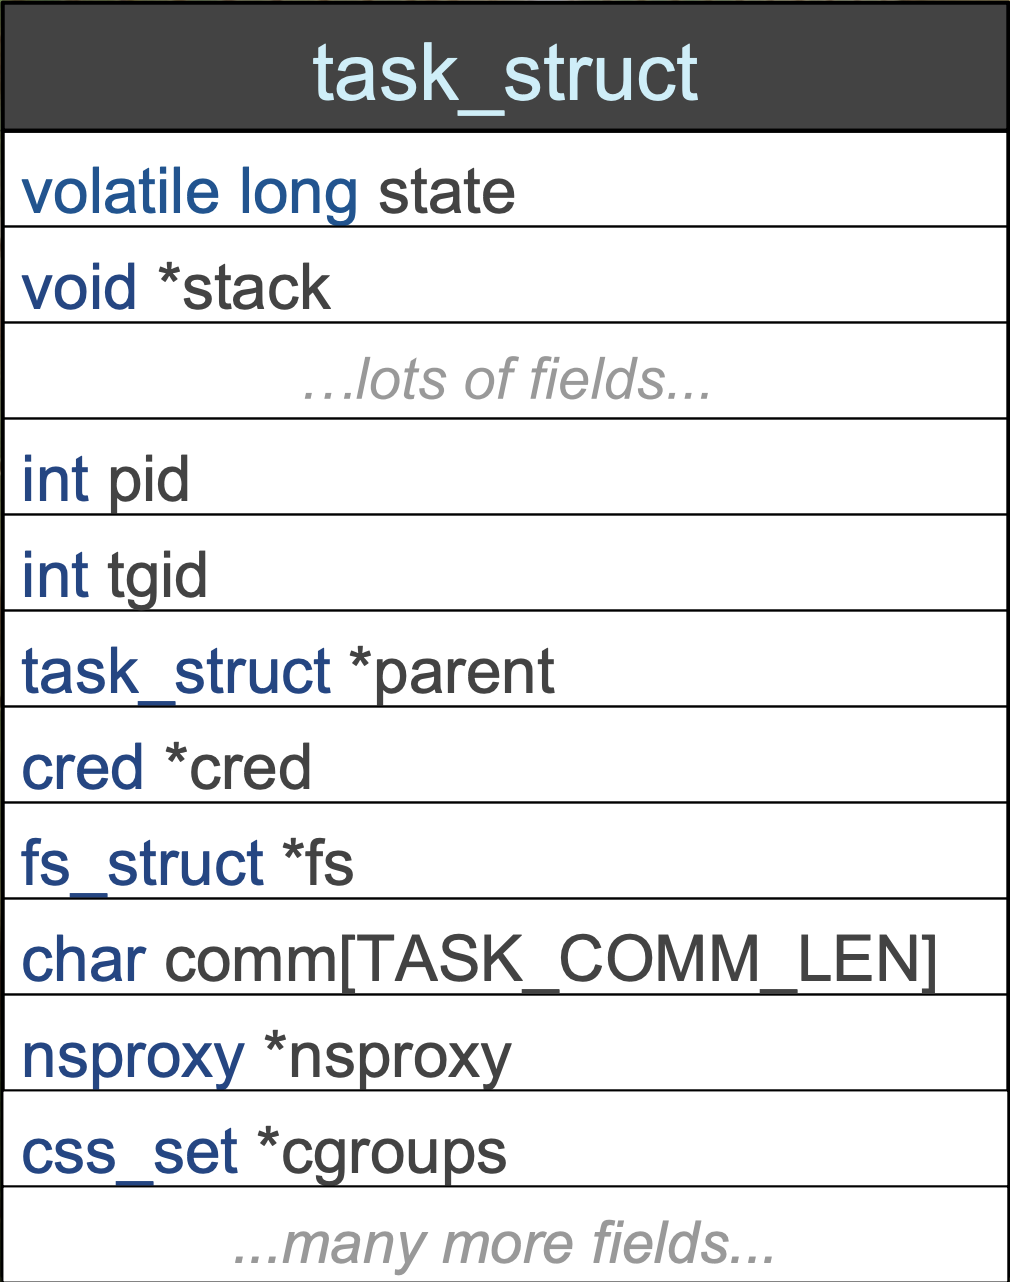 task_struct
volatile long state
void *stack
...lots of fields...
int pid
int tgid
task_struct *parent
cred *cred
fs_struct *fs
char comm[TASK_COMM_LEN]
nsproxy *nsproxy
css_set *cgroups
...many more fields...